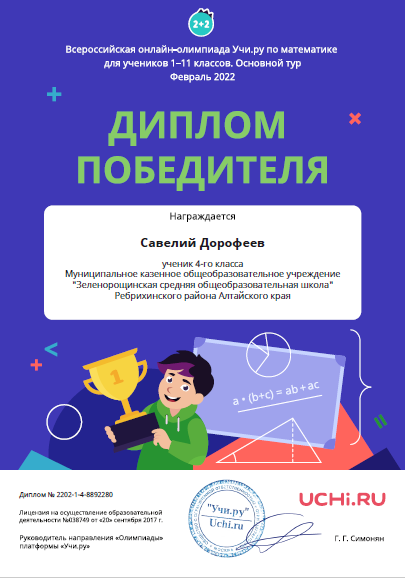 2+2
Всероссийская онлайн-олимпиада Учи.ру по математике
для учеников 1–11 классов. Основной тур
Февраль 2022
ДИПЛОМ
ПОБЕДИТЕЛЯ
Награждается
Савелий Дорофеев
ученик 4-го класса
Муниципальное казенное общеобразовательное учреждение
"Зеленорощинская средняя общеобразовательная школа"
Ребрихинского района Алтайского края
1
a • (b+c) = ab + ac
Диплом № 2202-1-4-8892280
Лицензия на осуществление образовательной
деятельности №038749 от «20» сентября 2017 г.
Руководитель направления «Олимпиады»
платформы «Учи.ру»
"Учи.ру"
Uchi.ru
UCHi.RU
Г. Г. Симонян